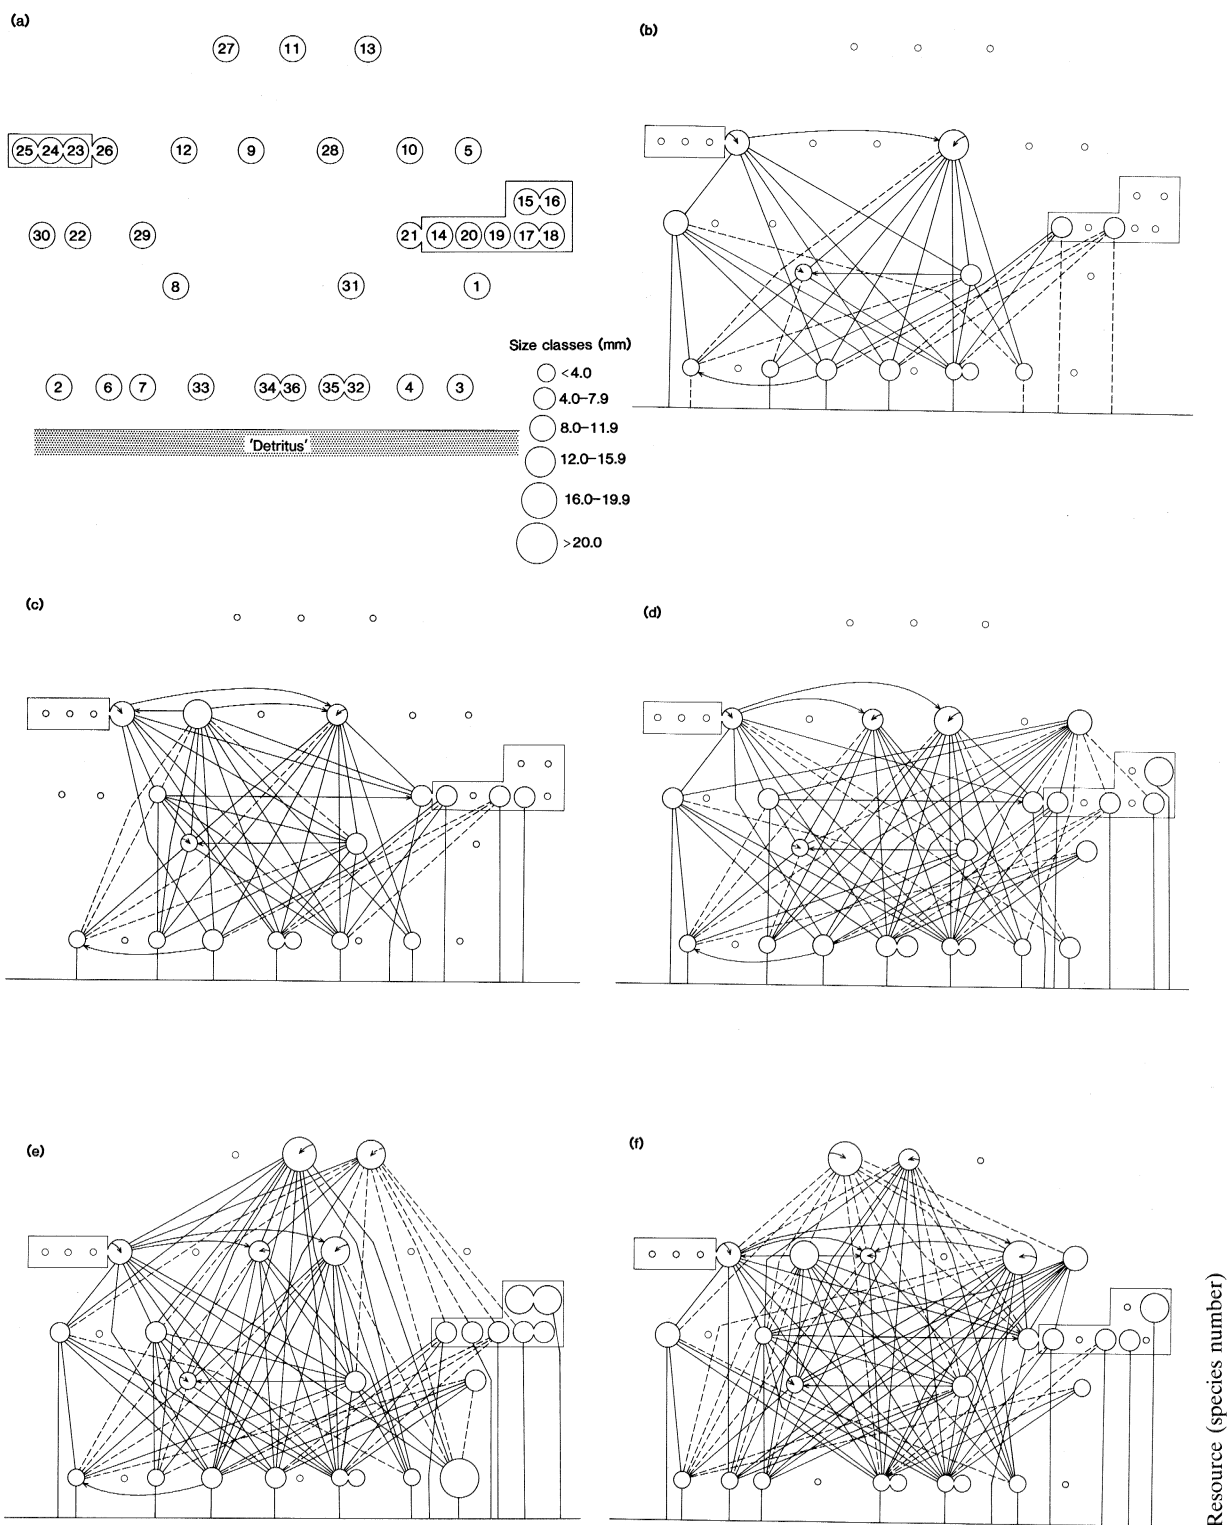 (a)
27 11 13
25 24 23 26 12 9 28 10 5
15 16
30 22 29 21 14 20 19 17 18
8 31 1
Size classes (mm)
<4.0
2 6 7 33 34 36 35 32 4 3
4.0–7.9
8.0–11.9
'Detritus'
12.0–15.9
16.0–19.9
>20.0
(b)
(c)
(d)
(e)
(f)
Resource (species number)